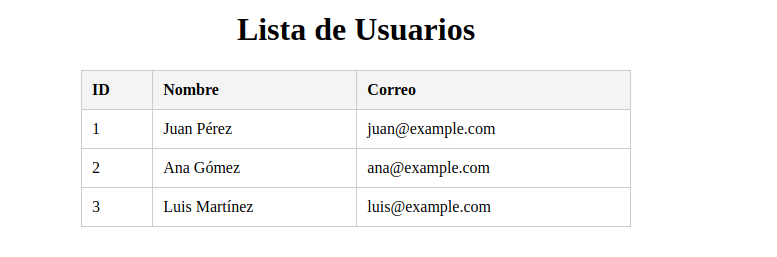 Lista de Usuarios
ID Nombre Correo
1 Juan Pérez juan@example.com
2 Ana Gómez ana@example.com
3 Luis Martínez luis@example.com